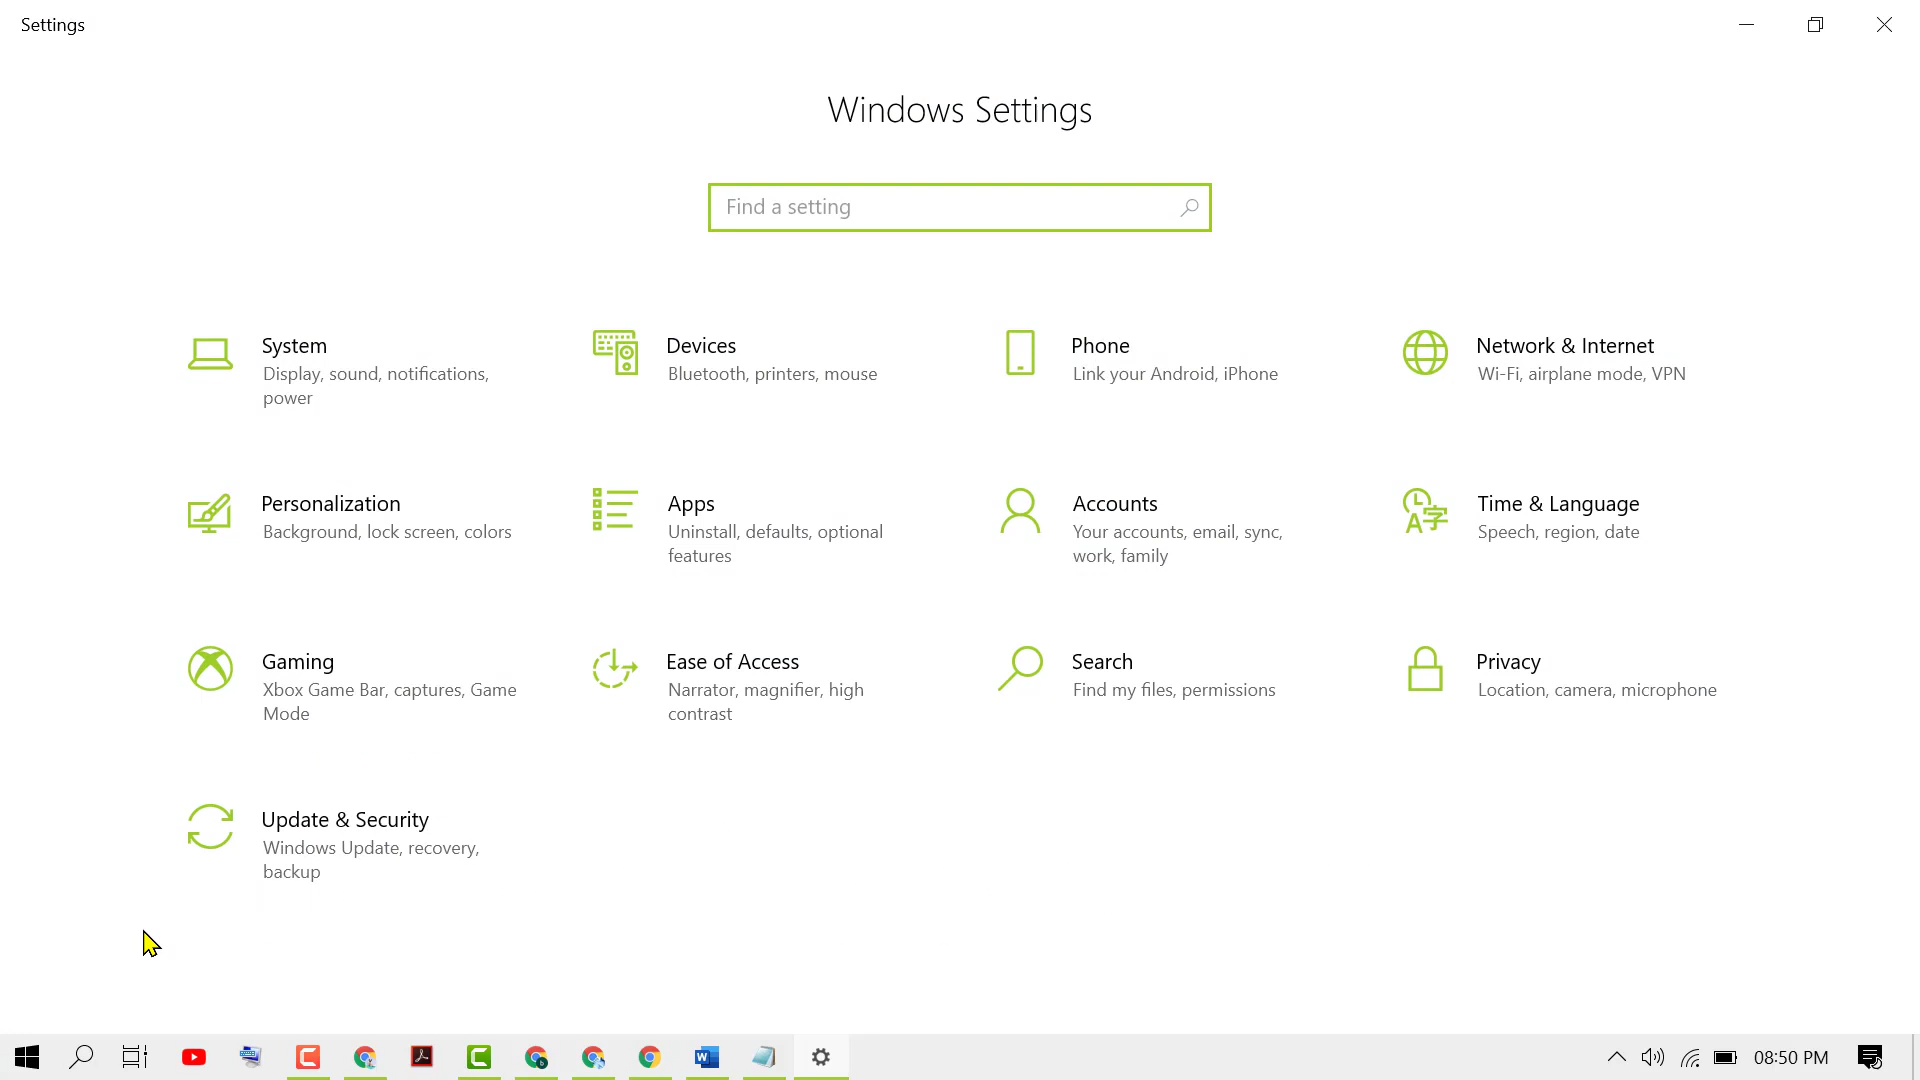 Settings
Windows Settings
Find a setting
System
Display, sound, notifications,
power
Devices
Bluetooth, printers, mouse
Phone
Link your Android, iPhone
Network & Internet
Wi-Fi, airplane mode, VPN
Personalization
Background, lock screen, colors
Apps
Uninstall, defaults, optional
features
Accounts
Your accounts, email, sync,
work, family
Time & Language
Speech, region, date
Gaming
Xbox Game Bar, captures, Game
Mode
Ease of Access
Narrator, magnifier, high
contrast
Search
Find my files, permissions
Privacy
Location, camera, microphone
Update & Security
Windows Update, recovery,
backup
08:50 PM